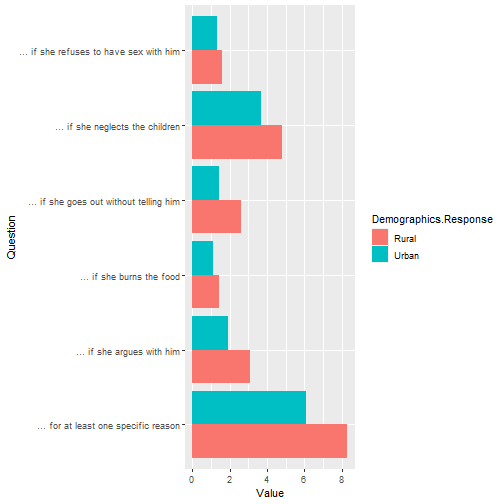 ... if she refuses to have sex with him
... if she neglects the children
... if she goes out without telling him
... if she burns the food
... if she argues with him
... for at least one specific reason
Question
0 2 4 6 8
Value
Demographics.Response
Rural
Urban